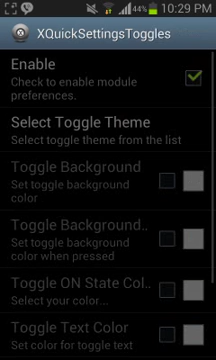 44% 10:29 PM
XQuickSettingsToggles
Enable
Check to enable module
preferences.
Select Toggle Theme
Select toggle theme from the list
Toggle Background
Set toggle background
color
Toggle Background..
Set toggle background
color when pressed
Toggle ON State Col..
Select your color...
Toggle Text Color
Set color for toggle text